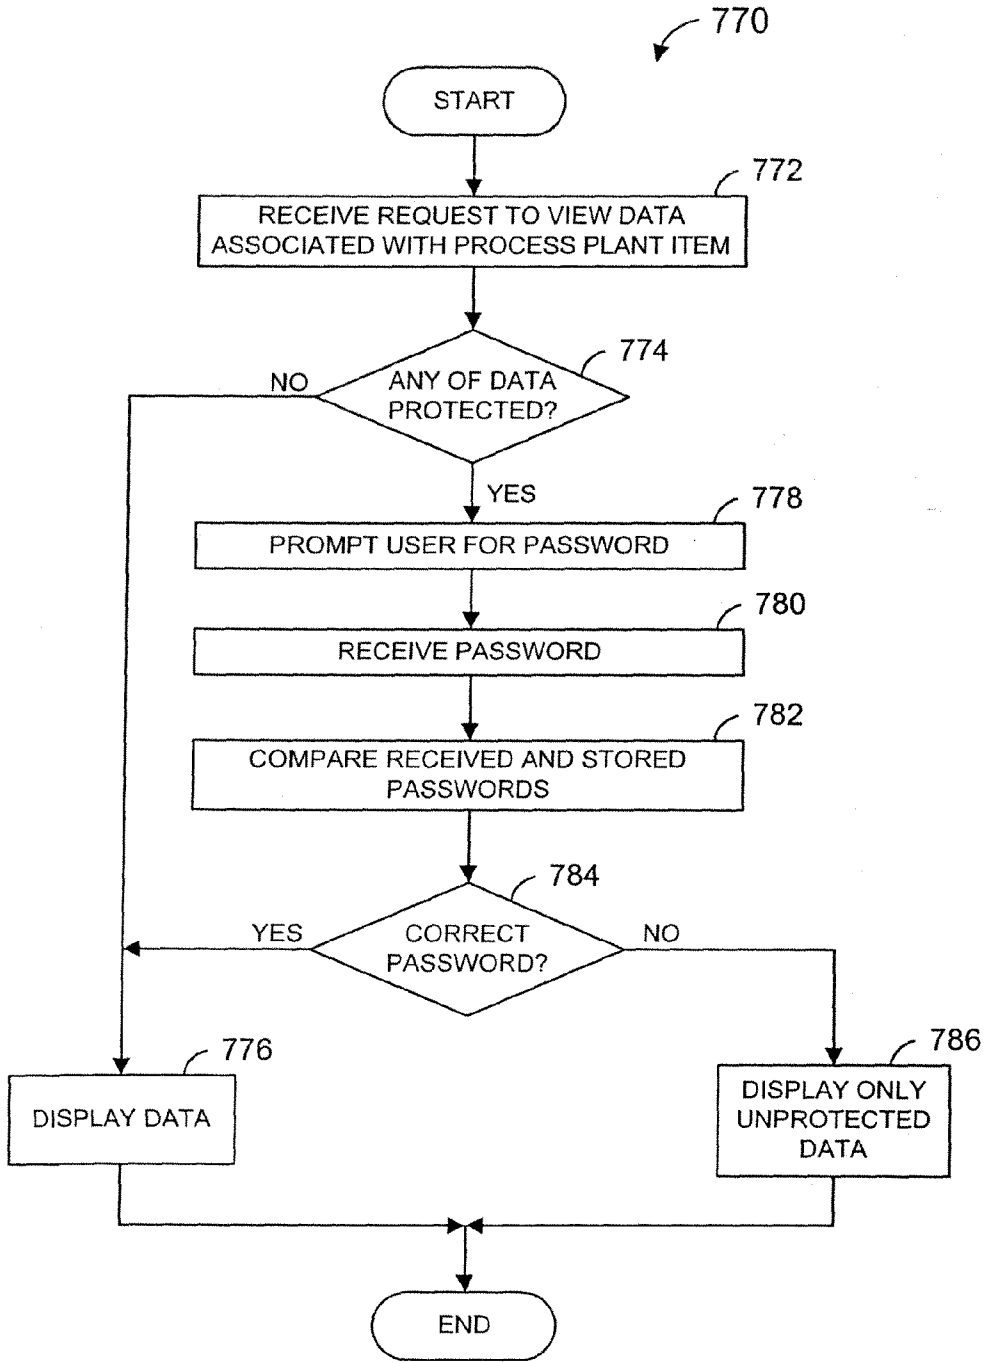 770
START
772
RECEIVE REQUEST TO VIEW DATA
ASSOCIATED WITH PROCESS PLANT ITEM
774
NO
ANY OF DATA
PROTECTED?
YES
778
PROMPT USER FOR PASSWORD
780
RECEIVE PASSWORD
782
COMPARE RECEIVED AND STORED
PASSWORDS
784
YES
CORRECT
PASSWORD?
NO
776
DISPLAY DATA
786
DISPLAY ONLY
UNPROTECTED
DATA
END